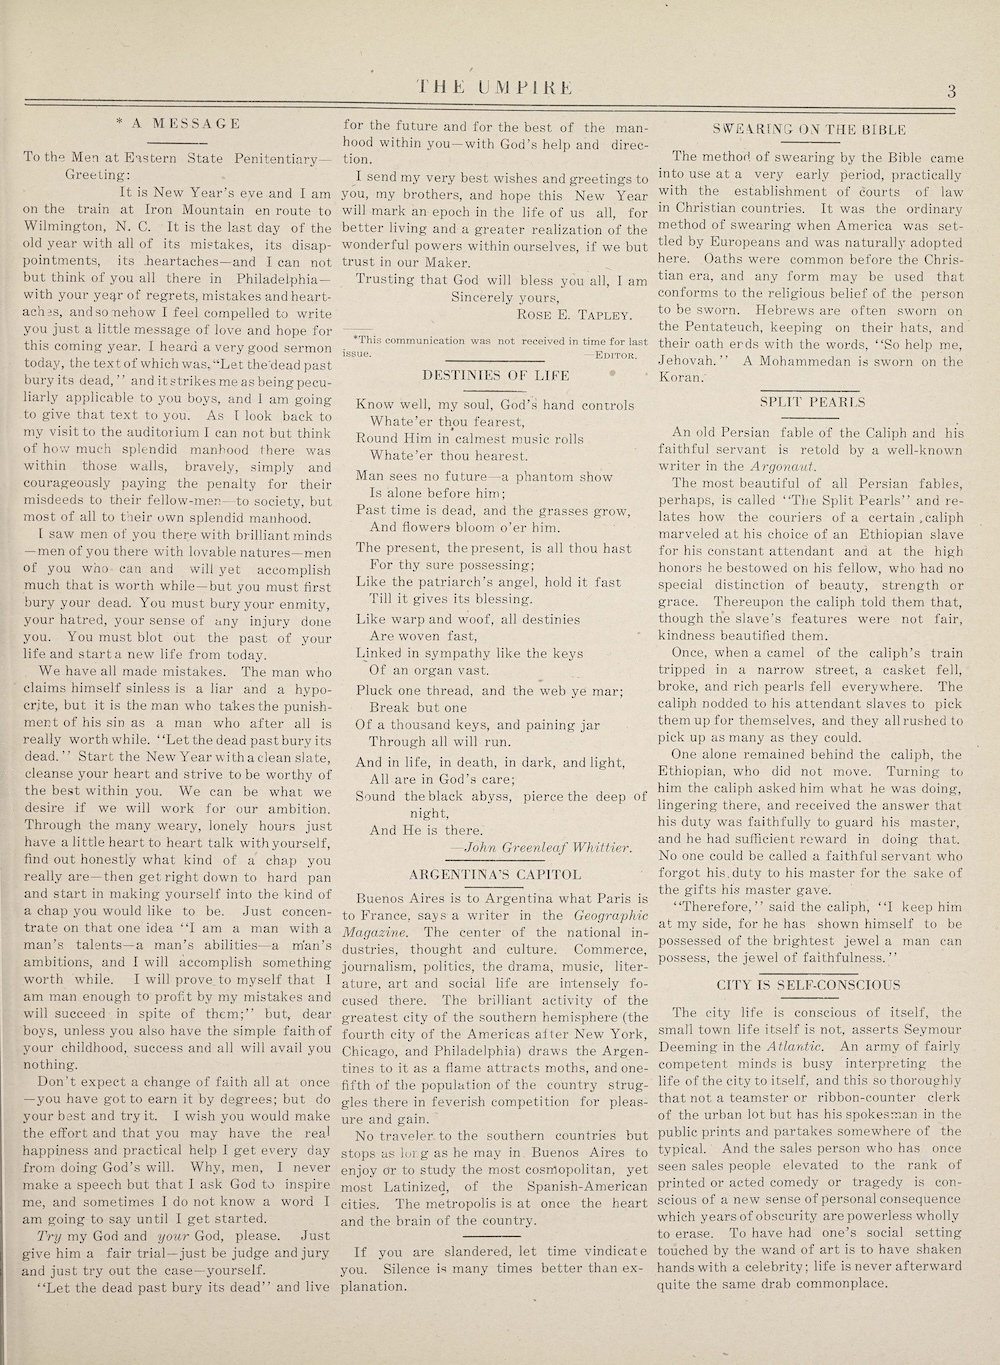 THE UMPIRE
3
* A MESSAGE
To the Men at Eastern State Penitentiary—
Greeting:
It is New Year's eve and I am
on the train at Iron Mountain en route to
Wilmington, N. C. It is the last day of the
old year with all of its mistakes, its disap-
pointments, its heartaches—and I can not
but think of you all there in Philadelphia—
with your year of regrets, mistakes and heart-
aches, and somehow I feel compelled to write
you just a little message of love and hope for
this coming year. I heard a very good sermon
today, the text of which was, "Let the dead past
bury its dead," and it strikes me as being pecu-
liarly applicable to you boys, and I am going
to give that text to you. As I look back to
my visit to the auditorium I can not but think
of how much splendid manhood there was
within those walls, bravely, simply and
courageously paying the penalty for their
misdeeds to their fellow-men—to society, but
most of all to their own splendid manhood.
I saw men of you there with brilliant minds
—men of you there with lovable natures—men
of you who can and will yet accomplish
much that is worth while—but you must first
bury your dead. You must bury your enmity,
your hatred, your sense of any injury done
you. You must blot out the past of your
life and start a new life from today.
We have all made mistakes. The man who
claims himself sinless is a liar and a hypo-
crite, but it is the man who takes the punish-
ment of his sin as a man who after all is
really worth while. "Let the dead past bury its
dead." Start the New Year with a clean slate,
cleanse your heart and strive to be worthy of
the best within you. We can be what we
desire if we will work for our ambition.
Through the many weary, lonely hours just
have a little heart to heart talk with yourself,
find out honestly what kind of a chap you
really are—then get right down to hard pan
and start in making yourself into the kind of
a chap you would like to be. Just concen-
trate on that one idea "I am a man with a
man's talents—a man's abilities—a man's
ambitions, and I will accomplish something
worth while. I will prove to myself that I
am man enough to profit by my mistakes and
will succeed in spite of them;" but, dear
boys, unless you also have the simple faith of
your childhood, success and all will avail you
nothing.
Don't expect a change of faith all at once
—you have got to earn it by degrees; but do
your best and try it. I wish you would make
the effort and that you may have the real
happiness and practical help I get every day
from doing God's will. Why, men, I never
make a speech but that I ask God to inspire
me, and sometimes I do not know a word I
am going to say until I get started.
Try my God and your God, please. Just
give him a fair trial—just be judge and jury
and just try out the case—yourself.
"Let the dead past bury its dead" and live
for the future and for the best of the man-
hood within you—with God's help and direc-
tion.
I send my very best wishes and greetings to
you, my brothers, and hope this New Year
will mark an epoch in the life of us all, for
better living and a greater realization of the
wonderful powers within ourselves, if we but
trust in our Maker.
Trusting that God will bless you all, I am
Sincerely yours,
ROSE E. TAPLEY.
*This communication was not received in time for last
issue. —EDITOR.
DESTINIES OF LIFE
Know well, my soul, God's hand controls
Whate'er thou fearest,
Round Him in calmest music rolls
Whate'er thou hearest.
Man sees no future—a phantom show
Is alone before him;
Past time is dead, and the grasses grow,
And flowers bloom o'er him.
The present, the present, is all thou hast
For thy sure possessing;
Like the patriarch's angel, hold it fast
Till it gives its blessing.
Like warp and woof, all destinies
Are woven fast,
Linked in sympathy like the keys
Of an organ vast.
Pluck one thread, and the web ye mar;
Break but one
Of a thousand keys, and paining jar
Through all will run.
And in life, in death, in dark, and light,
All are in God's care;
Sound the black abyss, pierce the deep of
night,
And He is there.
—John Greenleaf Whittier.
ARGENTINA'S CAPITOL
Buenos Aires is to Argentina what Paris is
to France, says a writer in the Geographic
Magazine. The center of the national in-
dustries, thought and culture. Commerce,
journalism, politics, the drama, music, liter-
ature, art and social life are intensely fo-
cused there. The brilliant activity of the
greatest city of the southern hemisphere (the
fourth city of the Americas after New York,
Chicago, and Philadelphia) draws the Argen-
tines to it as a flame attracts moths, and one-
fifth of the population of the country strug-
gles there in feverish competition for pleas-
ure and gain.
No traveler to the southern countries but
stops as long as he may in Buenos Aires to
enjoy or to study the most cosmopolitan, yet
most Latinized, of the Spanish-American
cities. The metropolis is at once the heart
and the brain of the country.
If you are slandered, let time vindicate
you. Silence is many times better than ex-
planation.
SWEARING ON THE BIBLE
The method of swearing by the Bible came
into use at a very early period, practically
with the establishment of courts of law
in Christian countries. It was the ordinary
method of swearing when America was set-
tled by Europeans and was naturally adopted
here. Oaths were common before the Chris-
tian era, and any form may be used that
conforms to the religious belief of the person
to be sworn. Hebrews are often sworn on
the Pentateuch, keeping on their hats, and
their oath ends with the words, "So help me,
Jehovah." A Mohammedan is sworn on the
Koran.
SPLIT PEARLS
An old Persian fable of the Caliph and his
faithful servant is retold by a well-known
writer in the Argonaut.
The most beautiful of all Persian fables,
perhaps, is called "The Split Pearls" and re-
lates how the couriers of a certain caliph
marveled at his choice of an Ethiopian slave
for his constant attendant and at the high
honors he bestowed on his fellow, who had no
special distinction of beauty, strength or
grace. Thereupon the caliph told them that,
though the slave's features were not fair,
kindness beautified them.
Once, when a camel of the caliph's train
tripped in a narrow street, a casket fell,
broke, and rich pearls fell everywhere. The
caliph nodded to his attendant slaves to pick
them up for themselves, and they all rushed to
pick up as many as they could.
One alone remained behind the caliph, the
Ethiopian, who did not move. Turning to
him the caliph asked him what he was doing,
lingering there, and received the answer that
his duty was faithfully to guard his master,
and he had sufficient reward in doing that.
No one could be called a faithful servant who
forgot his duty to his master for the sake of
the gifts his master gave.
"Therefore," said the caliph, "I keep him
at my side, for he has shown himself to be
possessed of the brightest jewel a man can
possess, the jewel of faithfulness."
CITY IS SELF-CONSCIOUS
The city life is conscious of itself, the
small town life itself is not, asserts Seymour
Deeming in the Atlantic. An army of fairly
competent minds is busy interpreting the
life of the city to itself, and this so thoroughly
that not a teamster or ribbon-counter clerk
of the urban lot but has his spokesman in the
public prints and partakes somewhere of the
typical. And the sales person who has once
seen sales people elevated to the rank of
printed or acted comedy or tragedy is con-
scious of a new sense of personal consequence
which years of obscurity are powerless wholly
to erase. To have had one's social setting
touched by the wand of art is to have shaken
hands with a celebrity; life is never afterward
quite the same drab commonplace.